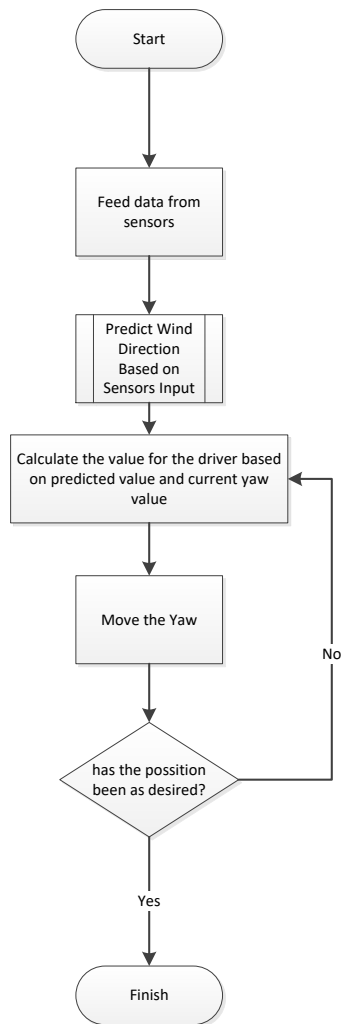 Start
Feed data from
sensors
Predict Wind
Direction
Based on
Sensors Input
Calculate the value for the driver based
on predicted value and current yaw
value
Move the Yaw
No
has the possition
been as desired?
Yes
Finish